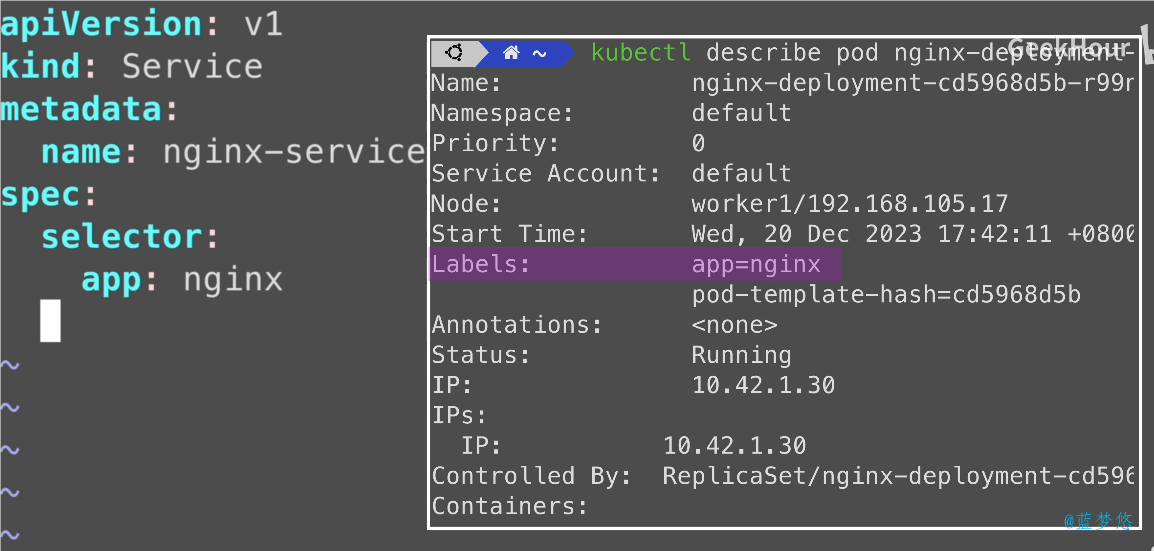 apiVersion: v1
kind: Service
metadata:
  name: nginx-service
spec:
  selector:
    app: nginx
~
~
~
~
~
~ kubectl describe pod nginx-deployment-
GeekHour
Name: nginx-deployment-cd5968d5b-r99n
Namespace: default
Priority: 0
Service Account: default
Node: worker1/192.168.105.17
Start Time: Wed, 20 Dec 2023 17:42:11 +0800
Labels: app=nginx
pod-template-hash=cd5968d5b
Annotations: <none>
Status: Running
IP: 10.42.1.30
IPs:
  IP: 10.42.1.30
Controlled By: ReplicaSet/nginx-deployment-cd596
Containers:
@蓝梦悠